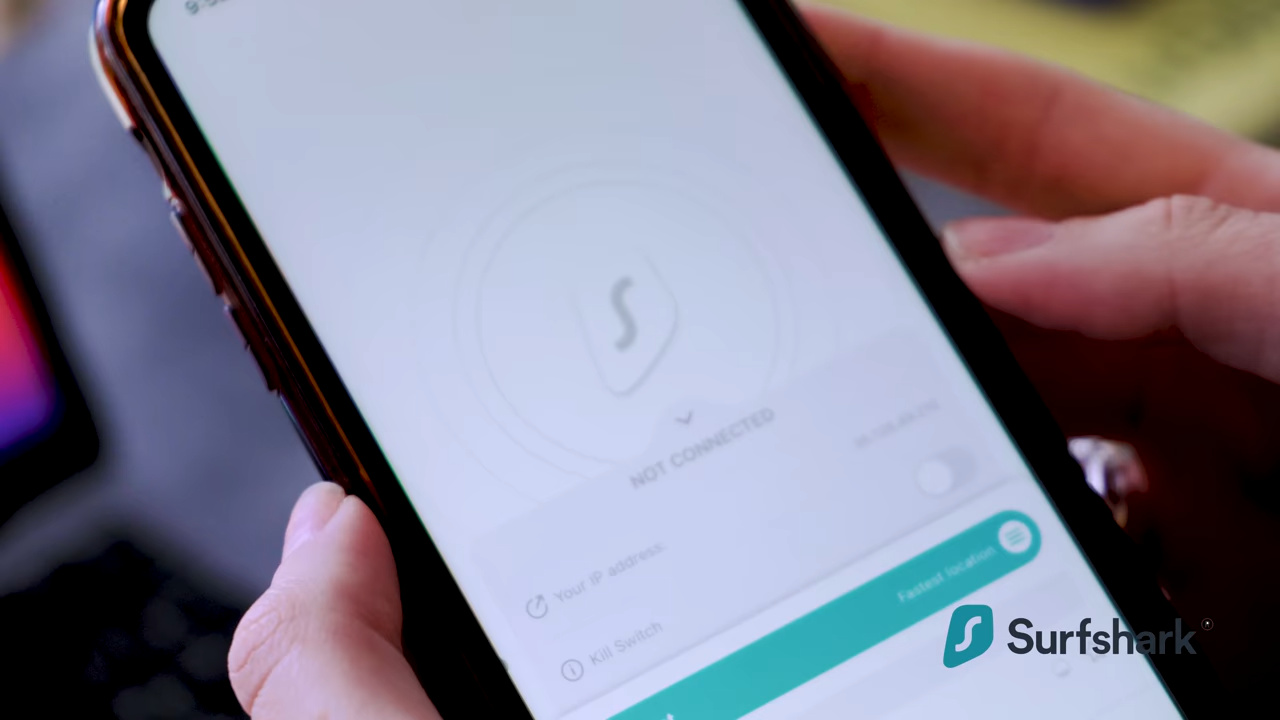 NOT CONNECTED
Your IP address:
Kill Switch
Fastest location
Surfshark